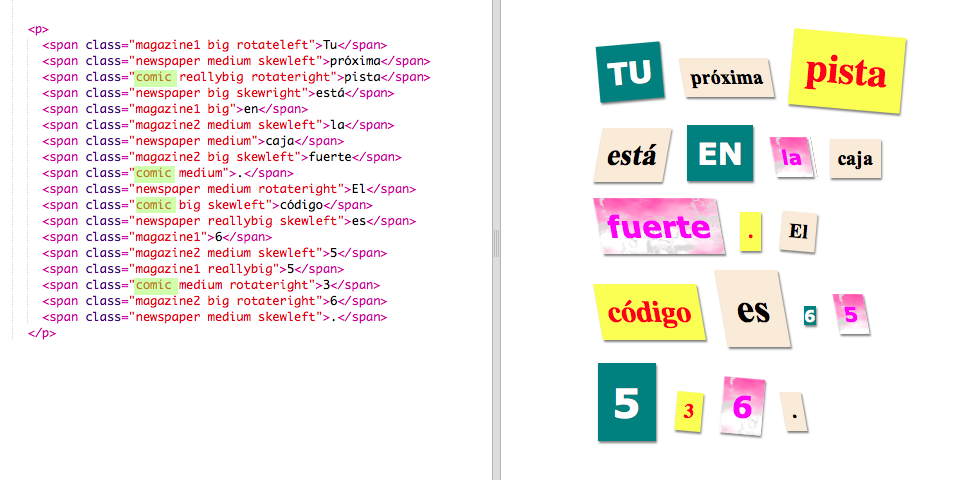 <p>
<span class="magazine1 big rotateleft">Tu</span>
<span class="newspaper medium skewleft">próxima</span>
<span class="comic reallybig rotateright">pista</span>
<span class="newspaper big skewright">está</span>
<span class="magazine1 big">en</span>
<span class="magazine2 medium skewleft">la</span>
<span class="newspaper medium">caja</span>
<span class="magazine2 big skewleft">fuerte</span>
<span class="comic medium">.</span>
<span class="newspaper medium rotateright">El</span>
<span class="comic big skewleft">código</span>
<span class="newspaper reallybig skewleft">es</span>
<span class="magazine1">6</span>
<span class="magazine2 medium skewleft">5</span>
<span class="magazine1 reallybig">5</span>
<span class="comic medium rotateright">3</span>
<span class="magazine2 big rotateright">6</span>
<span class="newspaper medium skewleft">.</span>
</p>
TU próxima pista
está EN la caja
fuerte . El
código es 6 5
5 3 6 .